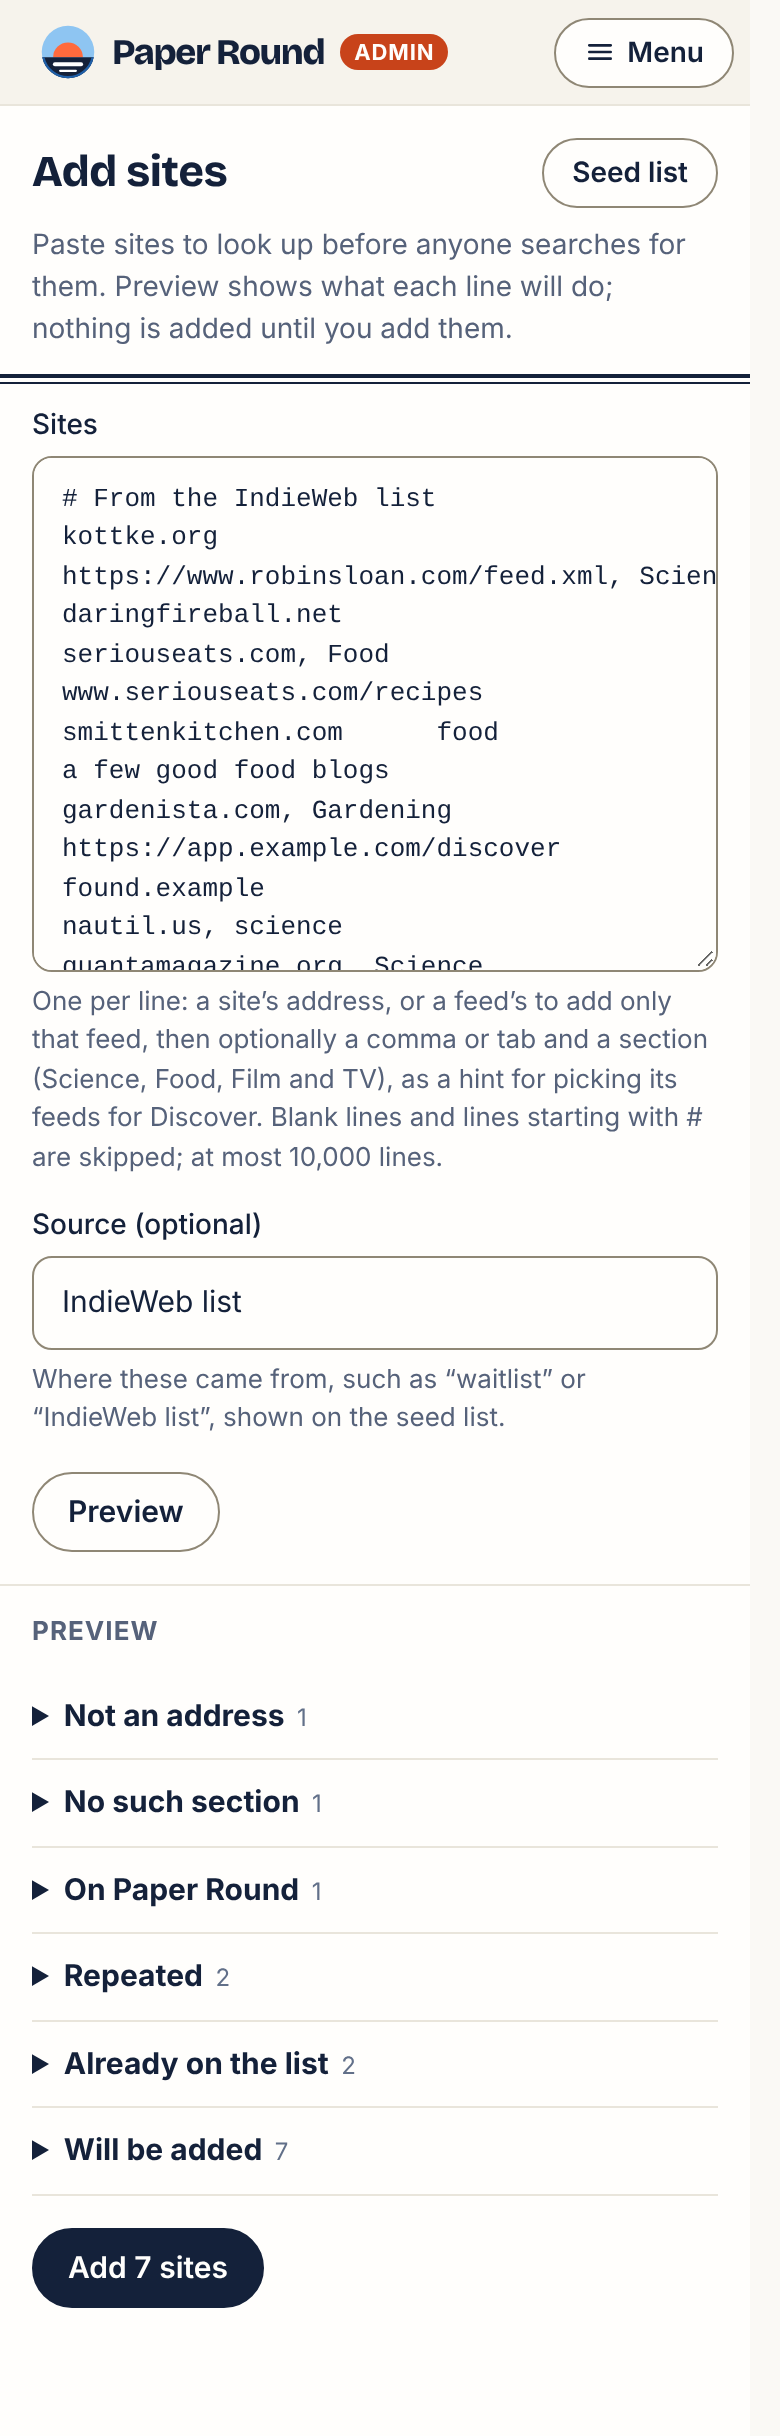 Paper Round ADMIN
Menu
Add sites
Seed list
Paste sites to look up before anyone searches for
them. Preview shows what each line will do;
nothing is added until you add them.
Sites
# From the IndieWeb list
kottke.org
https://www.robinsloan.com/feed.xml, Scien
daringfireball.net
seriouseats.com, Food
www.seriouseats.com/recipes
smittenkitchen.com food
a few good food blogs
gardenista.com, Gardening
https://app.example.com/discover
found.example
nautil.us, science
quantamagazine.org, Science
One per line: a site’s address, or a feed’s to add only
that feed, then optionally a comma or tab and a section
(Science, Food, Film and TV), as a hint for picking its
feeds for Discover. Blank lines and lines starting with #
are skipped; at most 10,000 lines.
Source (optional)
IndieWeb list
Where these came from, such as “waitlist” or
“IndieWeb list”, shown on the seed list.
Preview
PREVIEW
Not an address 1
No such section 1
On Paper Round 1
Repeated 2
Already on the list 2
Will be added 7
Add 7 sites